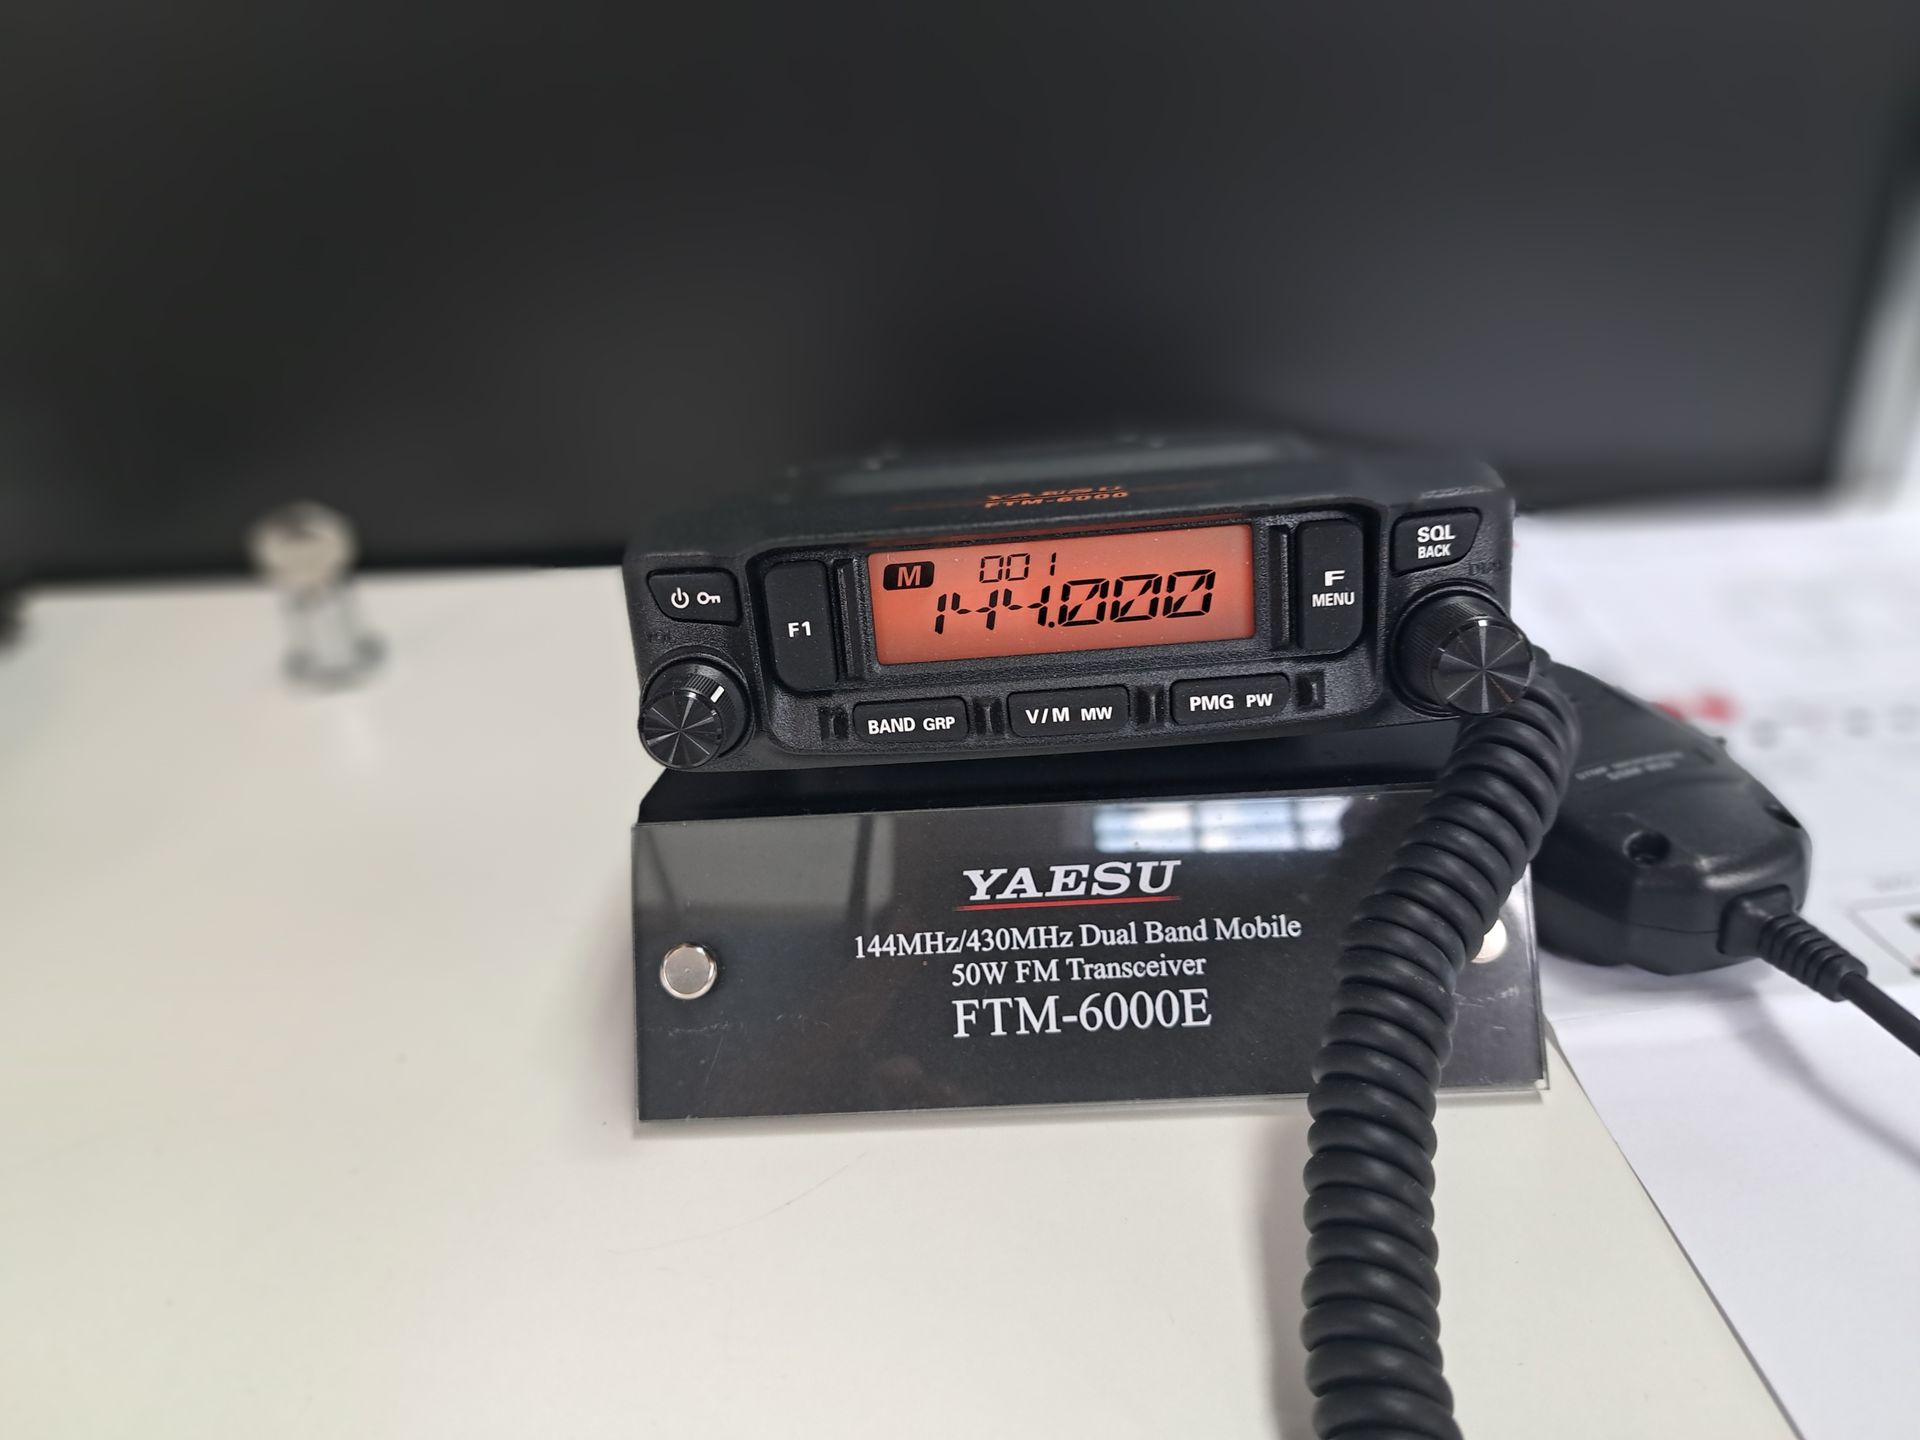 YAESU
FTM-6000
SQL
BACK
M 001
144.000
F1
F
MENU
BAND GRP
V/M MW
PMG PW
YAESU
144MHz/430MHz Dual Band Mobile
50W FM Transceiver
FTM-6000E